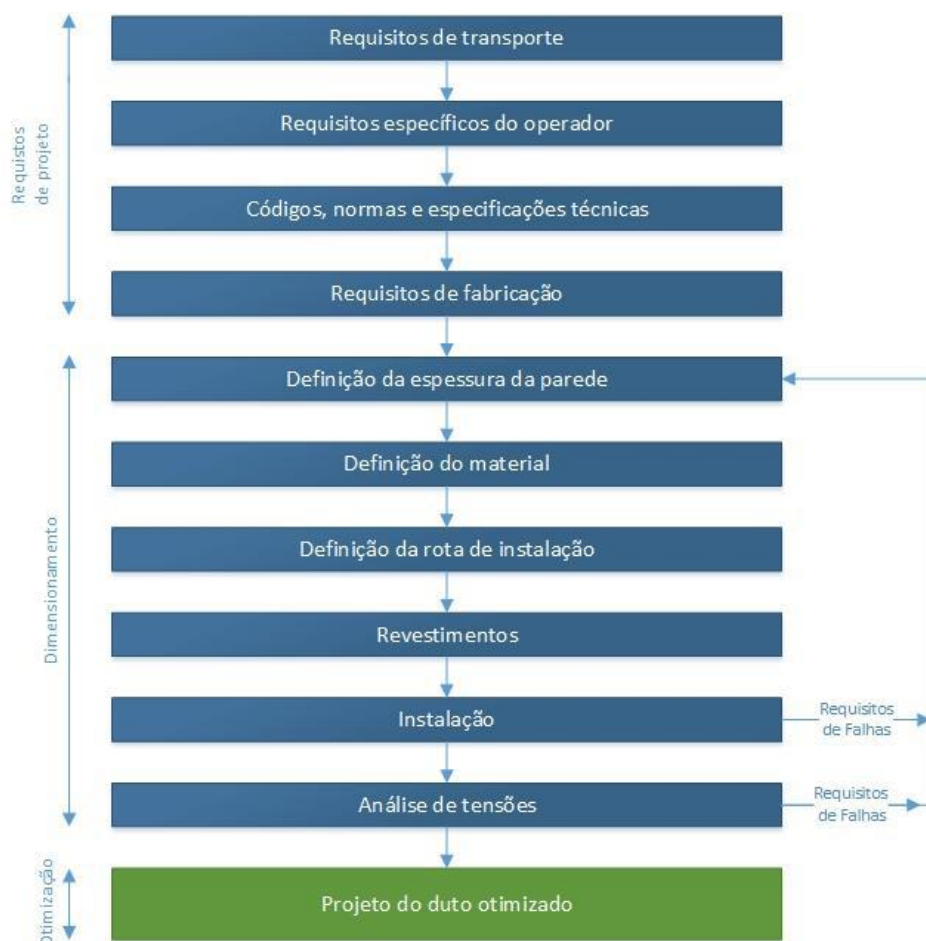 Requisitos de transporte
Requisitos específicos do operador
Códigos, normas e especificações técnicas
Requisitos de fabricação
Requistos
de projeto
Definição da espessura da parede
Definição do material
Definição da rota de instalação
Revestimentos
Instalação
Requisitos
de Falhas
Análise de tensões
Requisitos
de Falhas
Dimensionamento
Projeto do duto otimizado
Otimização